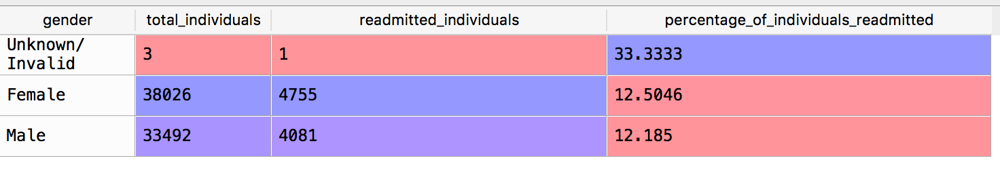 gender total_individuals readmitted_individuals percentage_of_individuals_readmitted
Unknown/
Invalid 3 1 33.3333
Female 38026 4755 12.5046
Male 33492 4081 12.185